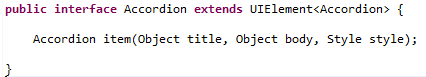 public interface Accordion extends UIElement<Accordion> {
Accordion item(Object title, Object body, Style style);
}